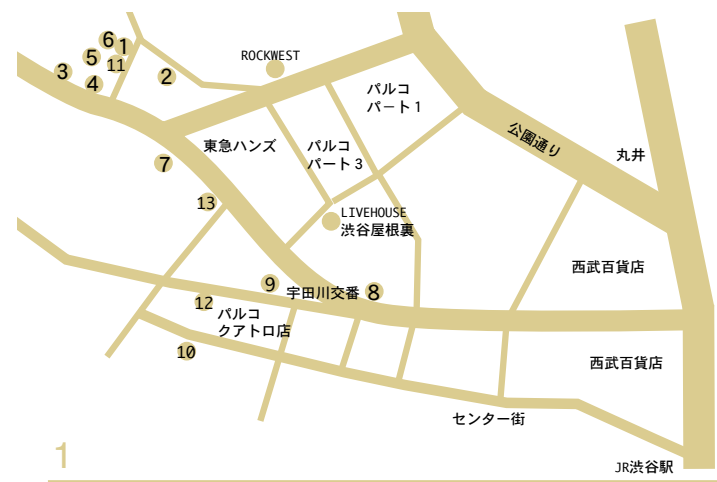 6
1
5
11
3
4
2
ROCKWEST
パルコ
パート1
公園通り
丸井
東急ハンズ
パルコ
パート3
7
13
LIVEHOUSE
渋谷屋根裏
西武百貨店
9
宇田川交番
8
12
パルコ
クアトロ店
10
西武百貨店
センター街
JR渋谷駅
1